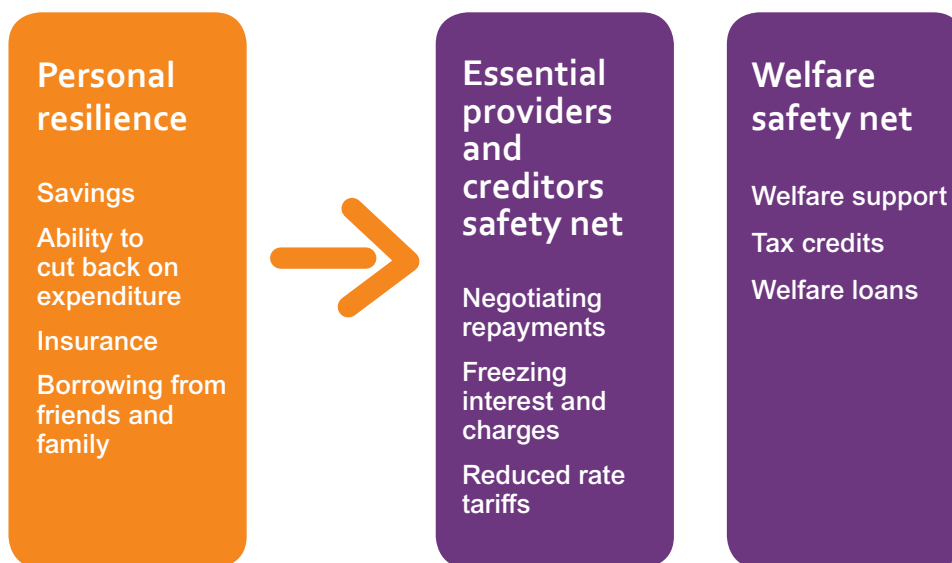 Personal
resilience
Savings
Ability to
cut back on
expenditure
Insurance
Borrowing from
friends and
family
Essential
providers
and
creditors
safety net
Negotiating
repayments
Freezing
interest and
charges
Reduced rate
tariffs
Welfare
safety net
Welfare support
Tax credits
Welfare loans